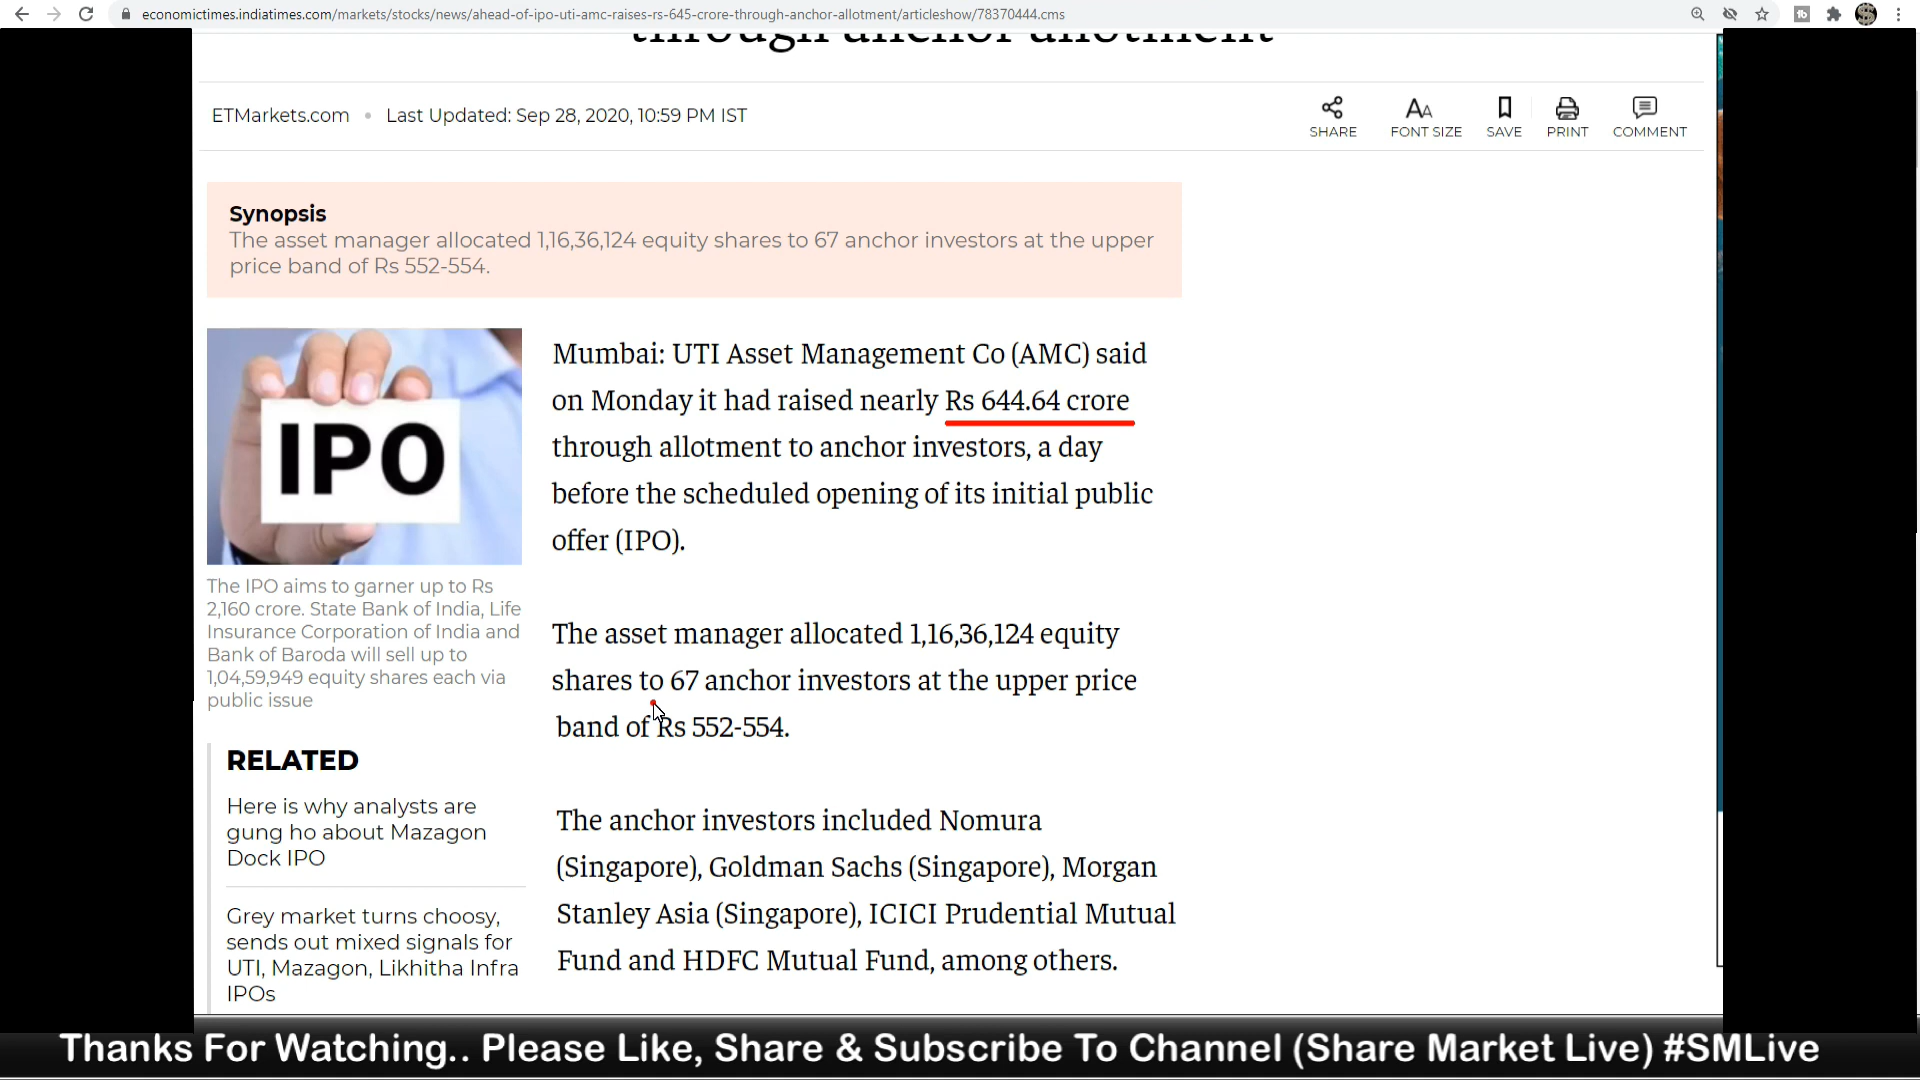 economictimes.indiatimes.com/markets/stocks/news/ahead-of-ipo-uti-amc-raises-rs-645-crore-through-anchor-allotment/articleshow/78370444.cms
through anchor allotment
ETMarkets.com • Last Updated: Sep 28, 2020, 10:59 PM IST
SHARE
FONT SIZE
SAVE
PRINT
COMMENT
Synopsis
The asset manager allocated 1,16,36,124 equity shares to 67 anchor investors at the upper
price band of Rs 552-554.
IPO
The IPO aims to garner up to Rs
2,160 crore. State Bank of India, Life
Insurance Corporation of India and
Bank of Baroda will sell up to
1,04,59,949 equity shares each via
public issue
RELATED
Here is why analysts are
gung ho about Mazagon
Dock IPO
Grey market turns choosy,
sends out mixed signals for
UTI, Mazagon, Likhitha Infra
IPOs
Mumbai: UTI Asset Management Co (AMC) said
on Monday it had raised nearly Rs 644.64 crore
through allotment to anchor investors, a day
before the scheduled opening of its initial public
offer (IPO).
The asset manager allocated 1,16,36,124 equity
shares to 67 anchor investors at the upper price
band of Rs 552-554.
The anchor investors included Nomura
(Singapore), Goldman Sachs (Singapore), Morgan
Stanley Asia (Singapore), ICICI Prudential Mutual
Fund and HDFC Mutual Fund, among others.
Thanks For Watching.. Please Like, Share & Subscribe To Channel (Share Market Live) #SMLive